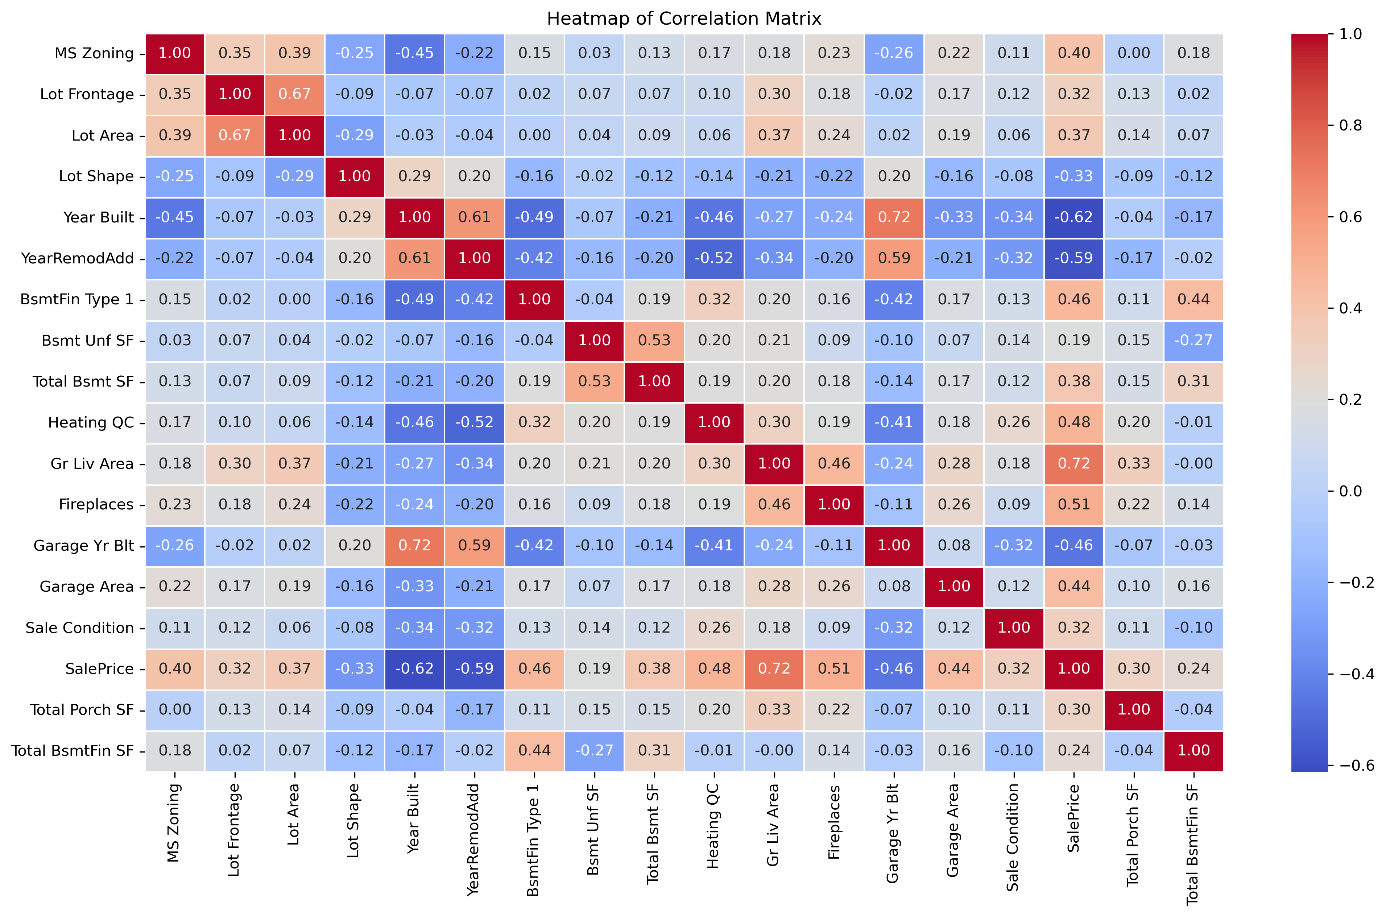 Heatmap of Correlation Matrix
MS Zoning 1.00 0.35 0.39 -0.25 -0.45 -0.22 0.15 0.03 0.13 0.17 0.18 0.23 -0.26 0.22 0.11 0.40 0.00 0.18
Lot Frontage 0.35 1.00 0.67 -0.09 -0.07 -0.07 0.02 0.07 0.07 0.10 0.30 0.18 -0.02 0.17 0.12 0.32 0.13 0.02
Lot Area 0.39 0.67 1.00 -0.29 -0.03 -0.04 0.00 0.04 0.09 0.06 0.37 0.24 0.02 0.19 0.06 0.37 0.14 0.07
Lot Shape -0.25 -0.09 -0.29 1.00 0.29 0.20 -0.16 -0.02 -0.12 -0.14 -0.21 -0.22 0.20 -0.16 -0.08 -0.33 -0.09 -0.12
Year Built -0.45 -0.07 -0.03 0.29 1.00 0.61 -0.49 -0.07 -0.21 -0.46 -0.27 -0.24 0.72 -0.33 -0.34 -0.62 -0.04 -0.17
YearRemodAdd -0.22 -0.07 -0.04 0.20 0.61 1.00 -0.42 -0.16 -0.20 -0.52 -0.34 -0.20 0.59 -0.21 -0.32 -0.59 -0.17 -0.02
BsmtFin Type 1 0.15 0.02 0.00 -0.16 -0.49 -0.42 1.00 -0.04 0.19 0.32 0.20 0.16 -0.42 0.17 0.13 0.46 0.11 0.44
Bsmt Unf SF 0.03 0.07 0.04 -0.02 -0.07 -0.16 -0.04 1.00 0.53 0.20 0.21 0.09 -0.10 0.07 0.14 0.19 0.15 -0.27
Total Bsmt SF 0.13 0.07 0.09 -0.12 -0.21 -0.20 0.19 0.53 1.00 0.19 0.20 0.18 -0.14 0.17 0.12 0.38 0.15 0.31
Heating QC 0.17 0.10 0.06 -0.14 -0.46 -0.52 0.32 0.20 0.19 1.00 0.30 0.19 -0.41 0.18 0.26 0.48 0.20 -0.01
Gr Liv Area 0.18 0.30 0.37 -0.21 -0.27 -0.34 0.20 0.21 0.20 0.30 1.00 0.46 -0.24 0.28 0.18 0.72 0.33 -0.00
Fireplaces 0.23 0.18 0.24 -0.22 -0.24 -0.20 0.16 0.09 0.18 0.19 0.46 1.00 -0.11 0.26 0.09 0.51 0.22 0.14
Garage Yr Blt -0.26 -0.02 0.02 0.20 0.72 0.59 -0.42 -0.10 -0.14 -0.41 -0.24 -0.11 1.00 0.08 -0.32 -0.46 -0.07 -0.03
Garage Area 0.22 0.17 0.19 -0.16 -0.33 -0.21 0.17 0.07 0.17 0.18 0.28 0.26 0.08 1.00 0.12 0.44 0.10 0.16
Sale Condition 0.11 0.12 0.06 -0.08 -0.34 -0.32 0.13 0.14 0.12 0.26 0.18 0.09 -0.32 0.12 1.00 0.32 0.11 -0.10
SalePrice 0.40 0.32 0.37 -0.33 -0.62 -0.59 0.46 0.19 0.38 0.48 0.72 0.51 -0.46 0.44 0.32 1.00 0.30 0.24
Total Porch SF 0.00 0.13 0.14 -0.09 -0.04 -0.17 0.11 0.15 0.15 0.20 0.33 0.22 -0.07 0.10 0.11 0.30 1.00 -0.04
Total BsmtFin SF 0.18 0.02 0.07 -0.12 -0.17 -0.02 0.44 -0.27 0.31 -0.01 -0.00 0.14 -0.03 0.16 -0.10 0.24 -0.04 1.00
MS Zoning
Lot Frontage
Lot Area
Lot Shape
Year Built
YearRemodAdd
BsmtFin Type 1
Bsmt Unf SF
Total Bsmt SF
Heating QC
Gr Liv Area
Fireplaces
Garage Yr Blt
Garage Area
Sale Condition
SalePrice
Total Porch SF
Total BsmtFin SF
1.0
0.8
0.6
0.4
0.2
0.0
−0.2
−0.4
−0.6